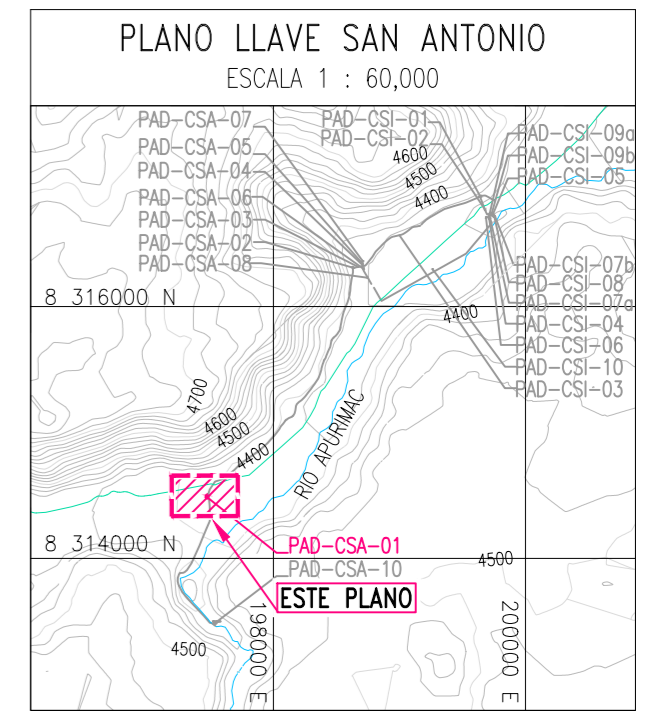 PLANO LLAVE SAN ANTONIO
ESCALA 1 : 60,000
PAD-CSA-07
PAD-CSA-05
PAD-CSA-04
PAD-CSA-06
PAD-CSA-03
PAD-CSA-02
PAD-CSA-08
PAD-CSI-01
PAD-CSI-02
4600
4500
4400
PAD-CSI-09a
PAD-CSI-09b
PAD-CSI-05
PAD-CSI-07b
PAD-CSI-08
PAD-CSI-07a
PAD-CSI-04
PAD-CSI-06
PAD-CSI-10
PAD-CSI-03
8 316000 N
4400
4700
4600
4500
4400
RIO APURIMAC
8 314000 N
PAD-CSA-01
4500
PAD-CSA-10
ESTE PLANO
4500
198000 E
200000 E